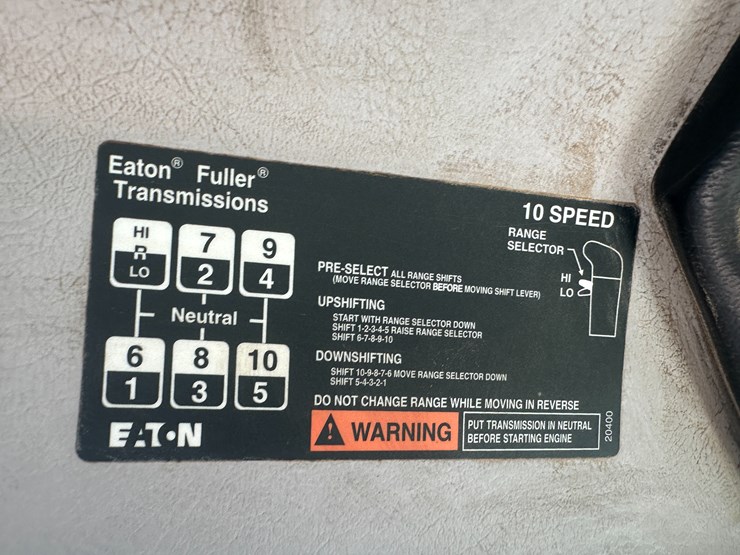 Eaton® Fuller®
Transmissions
10 SPEED
RANGE
SELECTOR
HI
LO
HI
R
LO
7
2
9
4
Neutral
6
1
8
3
10
5
PRE-SELECT ALL RANGE SHIFTS
(MOVE RANGE SELECTOR BEFORE MOVING SHIFT LEVER)
UPSHIFTING
START WITH RANGE SELECTOR DOWN
SHIFT 1-2-3-4-5 RAISE RANGE SELECTOR
SHIFT 6-7-8-9-10
DOWNSHIFTING
SHIFT 10-9-8-7-6 MOVE RANGE SELECTOR DOWN
SHIFT 5-4-3-2-1
DO NOT CHANGE RANGE WHILE MOVING IN REVERSE
EATON
WARNING
PUT TRANSMISSION IN NEUTRAL
BEFORE STARTING ENGINE
20400